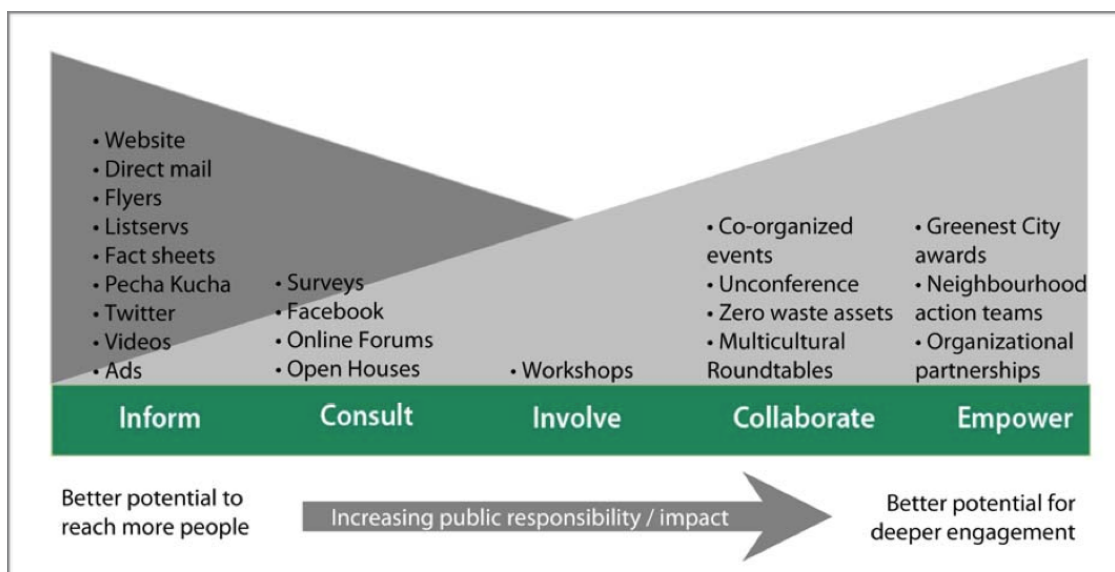 • Website
• Direct mail
• Flyers
• Listservs
• Fact sheets
• Pecha Kucha
• Twitter
• Videos
• Ads
• Surveys
• Facebook
• Online Forums
• Open Houses
• Workshops
• Co-organized
events
• Unconference
• Zero waste assets
• Multicultural
Roundtables
• Greenest City
awards
• Neighbourhood
action teams
• Organizational
partnerships
Inform
Consult
Involve
Collaborate
Empower
Better potential to
reach more people
Increasing public responsibility / impact
Better potential for
deeper engagement